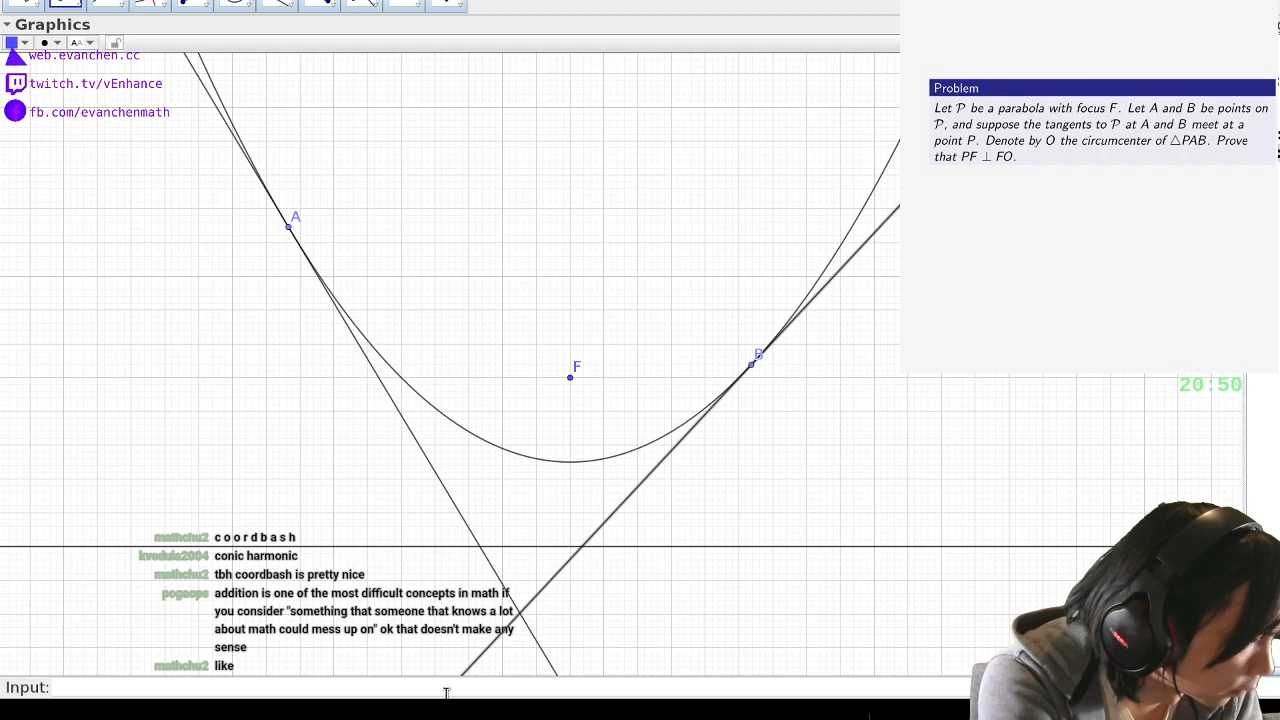 Graphics
AA
web.evanchen.cc
twitch.tv/vEnhance
fb.com/evanchenmath
A
F
B
Problem
Let P be a parabola with focus F. Let A and B be points on
P, and suppose the tangents to P at A and B meet at a
point P. Denote by O the circumcenter of △PAB. Prove
that PF ⊥ FO.
20:50
mathchu2 c o o r d b a s h
kvedula2004 conic harmonic
mathchu2 tbh coordbash is pretty nice
pogaops addition is one of the most difficult concepts in math if
you consider "something that someone that knows a lot
about math could mess up on" ok that doesn't make any
sense
mathchu2 like
Input: